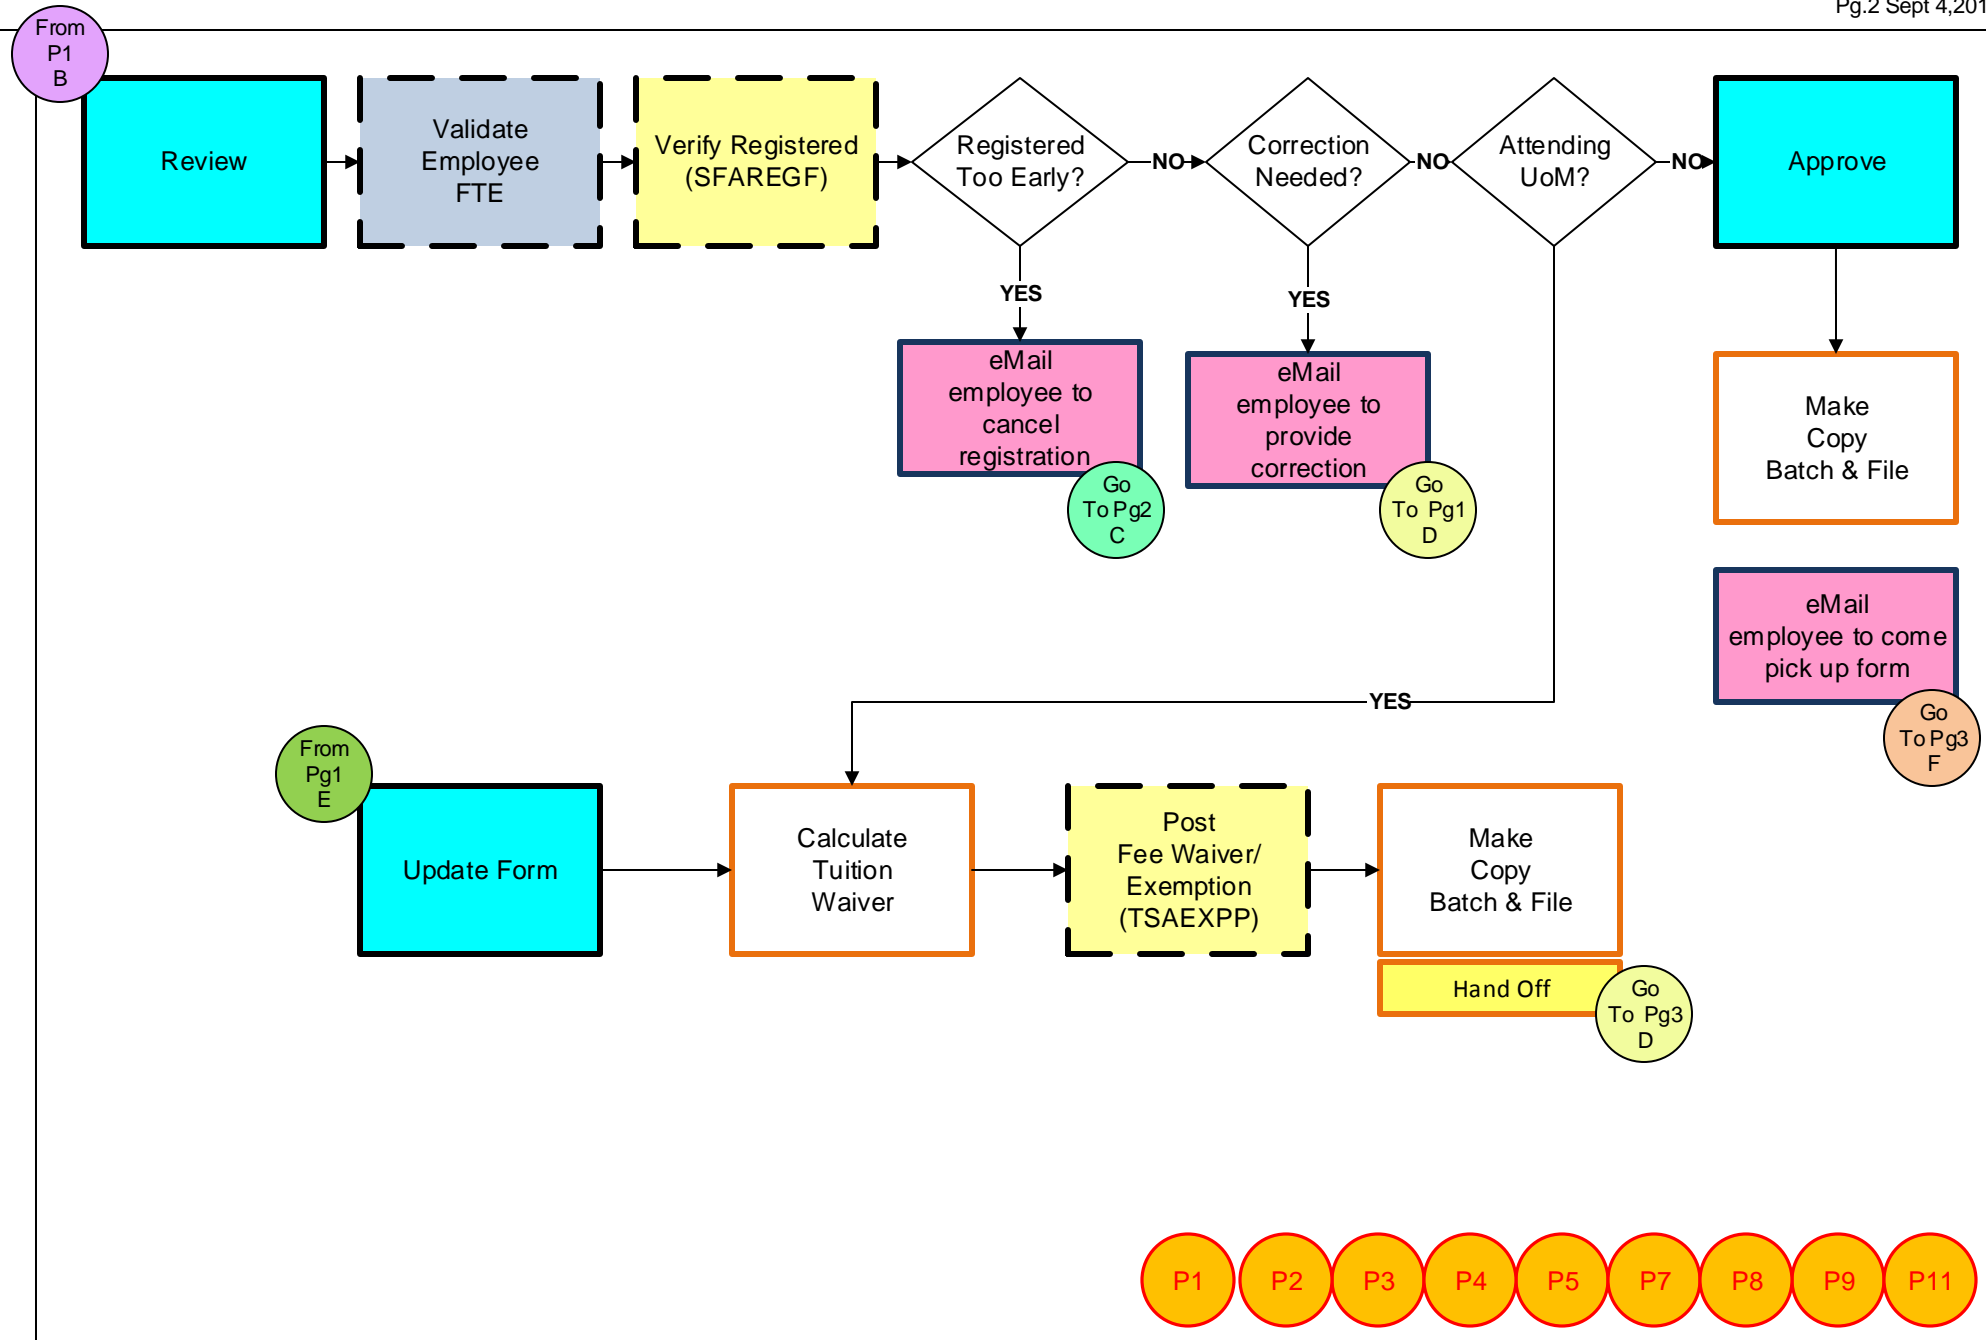 Pg.2 Sept 4,201
From
P1
B
Review
Validate
Employee
FTE
Verify Registered
(SFAREGF)
Registered
Too Early?
NO
Correction
Needed?
NO
Attending
UoM?
NO
Approve
YES
YES
eMail
employee to
cancel
registration
Go
To Pg2
C
eMail
employee to
provide
correction
Go
To Pg1
D
Make
Copy
Batch & File
eMail
employee to come
pick up form
Go
To Pg3
F
YES
From
Pg1
E
Update Form
Calculate
Tuition
Waiver
Post
Fee Waiver/
Exemption
(TSAEXPP)
Make
Copy
Batch & File
Hand Off
Go
To Pg3
D
P1 P2 P3 P4 P5 P7 P8 P9 P11